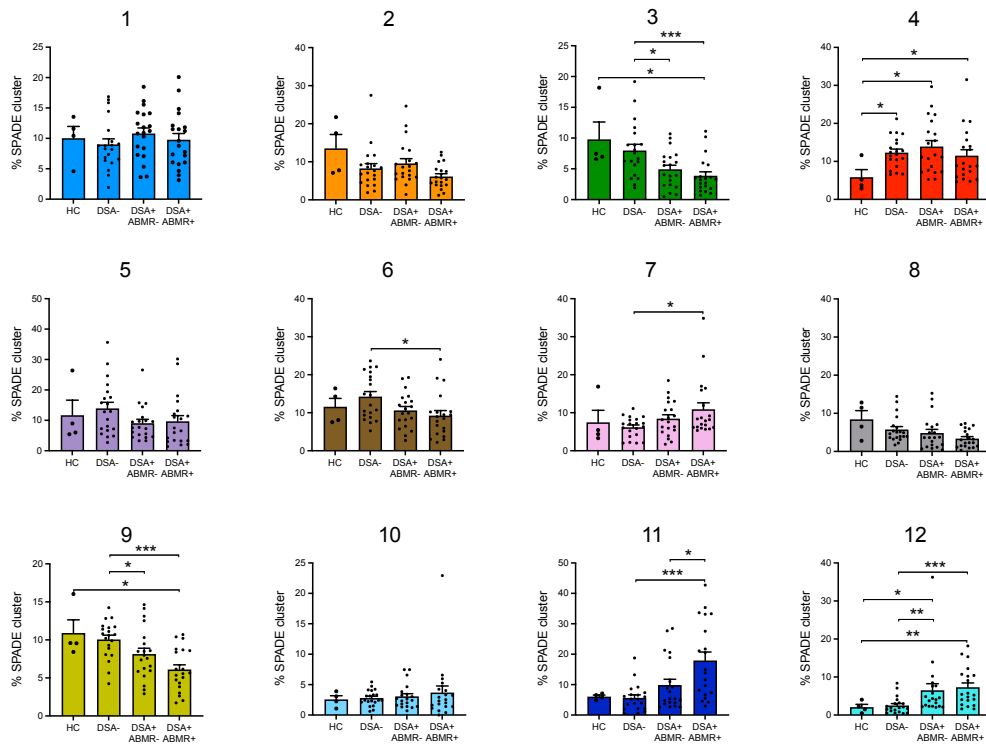 1
2
3
4
% SPADE cluster
25
20
15
10
5
0
HC
DSA-
DSA+
ABMR-
DSA+
ABMR+
% SPADE cluster
40
30
20
10
0
HC
DSA-
DSA+
ABMR-
DSA+
ABMR+
% SPADE cluster
25
20
15
10
5
0
***
*
*
HC
DSA-
DSA+
ABMR-
DSA+
ABMR+
% SPADE cluster
40
30
20
10
0
*
*
*
HC
DSA-
DSA+
ABMR-
DSA+
ABMR+
5
6
7
8
% SPADE cluster
50
40
30
20
10
0
HC
DSA-
DSA+
ABMR-
DSA+
ABMR+
% SPADE cluster
40
30
20
10
0
*
HC
DSA-
DSA+
ABMR-
DSA+
ABMR+
% SPADE cluster
40
30
20
10
0
*
HC
DSA-
DSA+
ABMR-
DSA+
ABMR+
% SPADE cluster
40
30
20
10
0
HC
DSA-
DSA+
ABMR-
DSA+
ABMR+
9
10
11
12
% SPADE cluster
25
20
15
10
5
0
***
*
*
HC
DSA-
DSA+
ABMR-
DSA+
ABMR+
% SPADE cluster
25
20
15
10
5
0
HC
DSA-
DSA+
ABMR-
DSA+
ABMR+
% SPADE cluster
50
40
30
20
10
0
*
***
HC
DSA-
DSA+
ABMR-
DSA+
ABMR+
% SPADE cluster
40
30
20
10
0
***
*
**
**
HC
DSA-
DSA+
ABMR-
DSA+
ABMR+